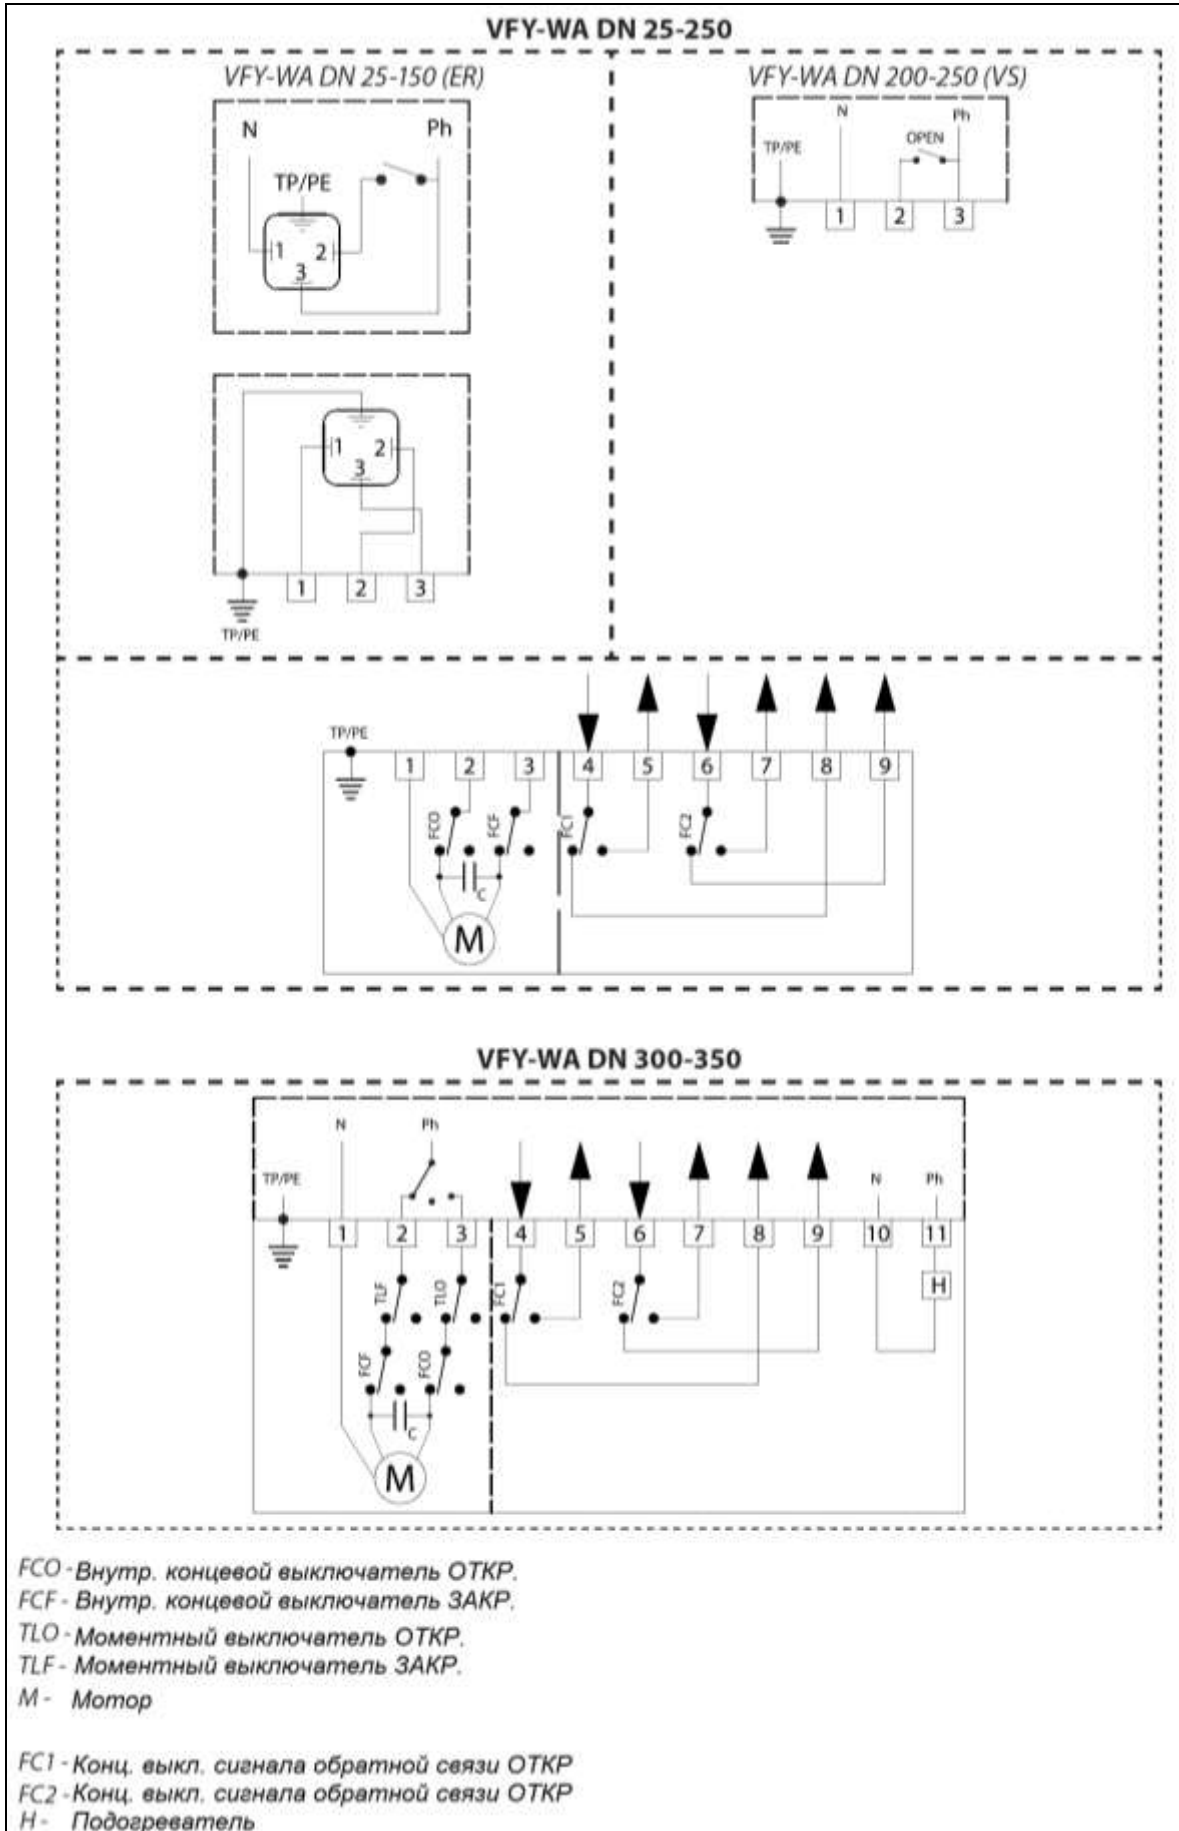 VFY-WA DN 25-250
VFY-WA DN 25-150 (ER)
VFY-WA DN 200-250 (VS)
N
Ph
TP/PE
1
2
3
N
Ph
TP/PE
OPEN
1
2
3
1
2
3
1
2
3
TP/PE
TP/PE
1
2
3
4
5
6
7
8
9
FCO
FCF
FC1
FC2
C
M
VFY-WA DN 300-350
N
Ph
TP/PE
N
Ph
1
2
3
4
5
6
7
8
9
10
11
TLF
TLO
FC1
FC2
H
FCF
FCO
C
M
FCO - Внутр. концевой выключатель ОТКР.
FCF - Внутр. концевой выключатель ЗАКР.
TLO - Моментный выключатель ОТКР.
TLF - Моментный выключатель ЗАКР.
M - Мотор
FC1 - Конц. выкл. сигнала обратной связи ОТКР
FC2 - Конц. выкл. сигнала обратной связи ОТКР
H - Подогреватель